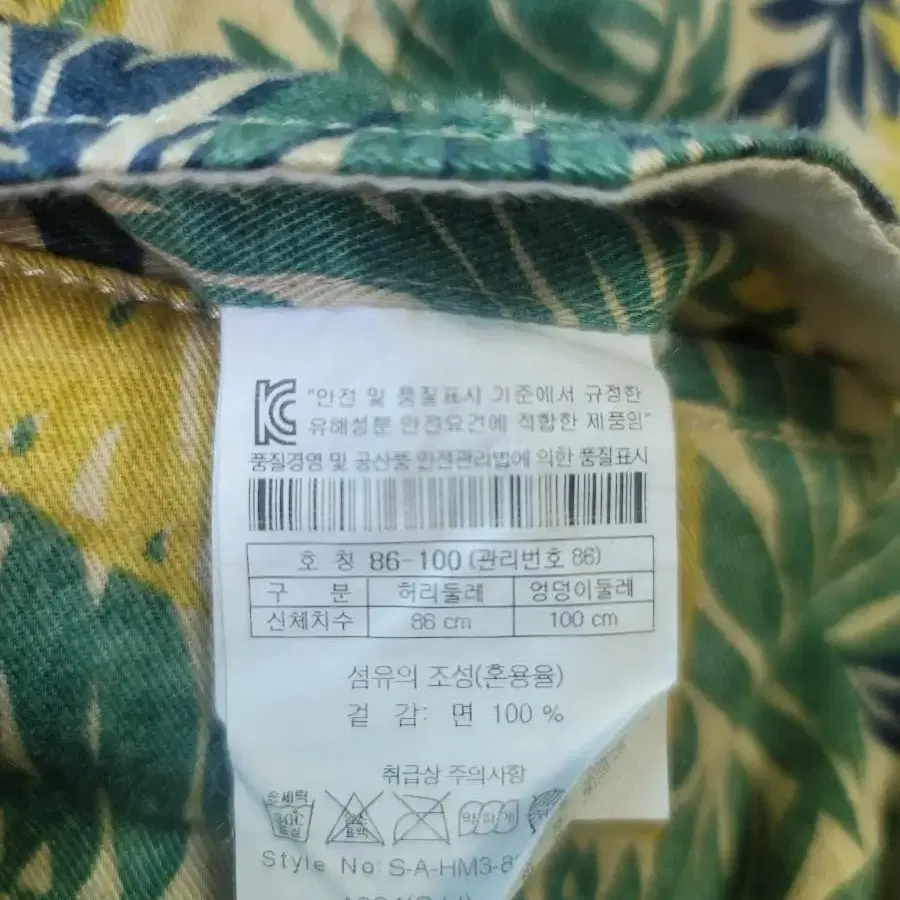 KC "안전 및 품질표시 기준에서 규정한
유해성분 안전요건에 적합한 제품임"
품질경영 및 공산품 안전관리법에 의한 품질표시
호 칭 86-100 (관리번호 86)
구 분 허리둘레 엉덩이둘레
신체치수 86 cm 100 cm
섬유의 조성(혼용율)
겉 감: 면 100 %
취급상 주의사항
손세탁 표백 약하게
Style No: S-A-HM3-8